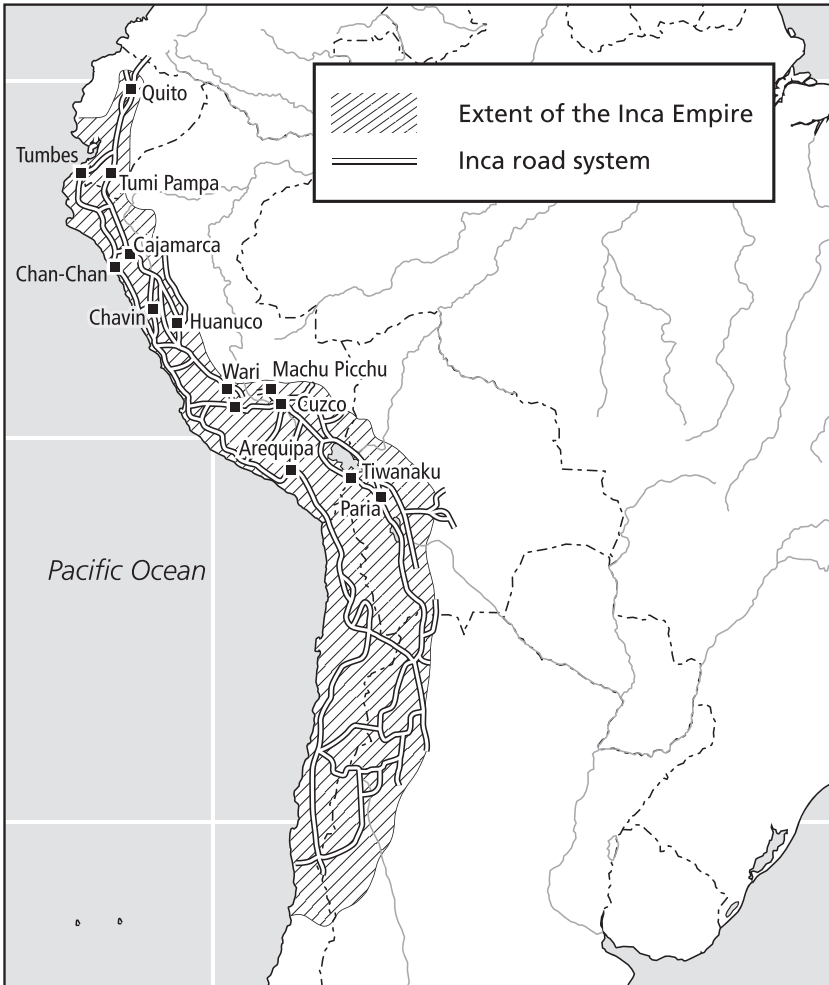 Quito
Extent of the Inca Empire
Inca road system
Tumbes
Tumi Pampa
Cajamarca
Chan-Chan
Chavin
Huanuco
Wari
Machu Picchu
Cuzco
Arequipa
Tiwanaku
Paria
Pacific Ocean